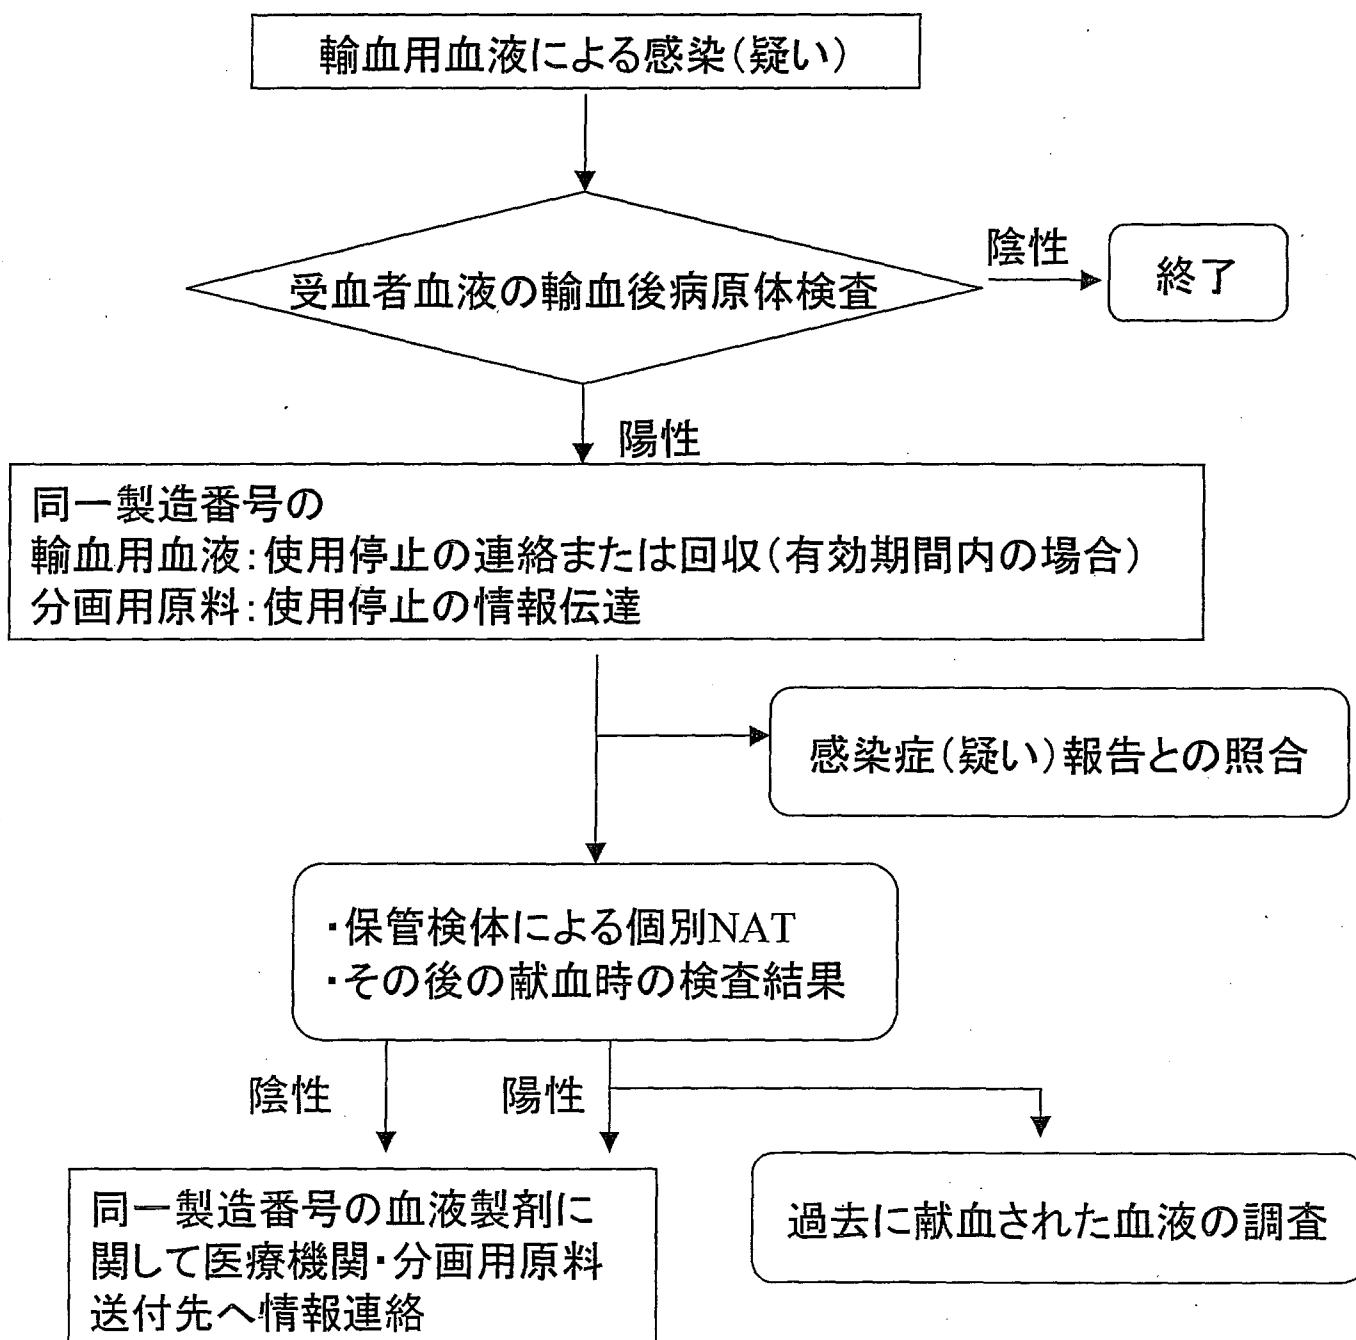 輸血用血液による感染(疑い)
受血者血液の輸血後病原体検査
陰性
終了
陽性
同一製造番号の
輸血用血液:使用停止の連絡または回収(有効期間内の場合)
分画用原料:使用停止の情報伝達
感染症(疑い)報告との照合
・保管検体による個別NAT
・その後の献血時の検査結果
陰性
陽性
同一製造番号の血液製剤に
関して医療機関・分画用原料
送付先へ情報連絡
過去に献血された血液の調査